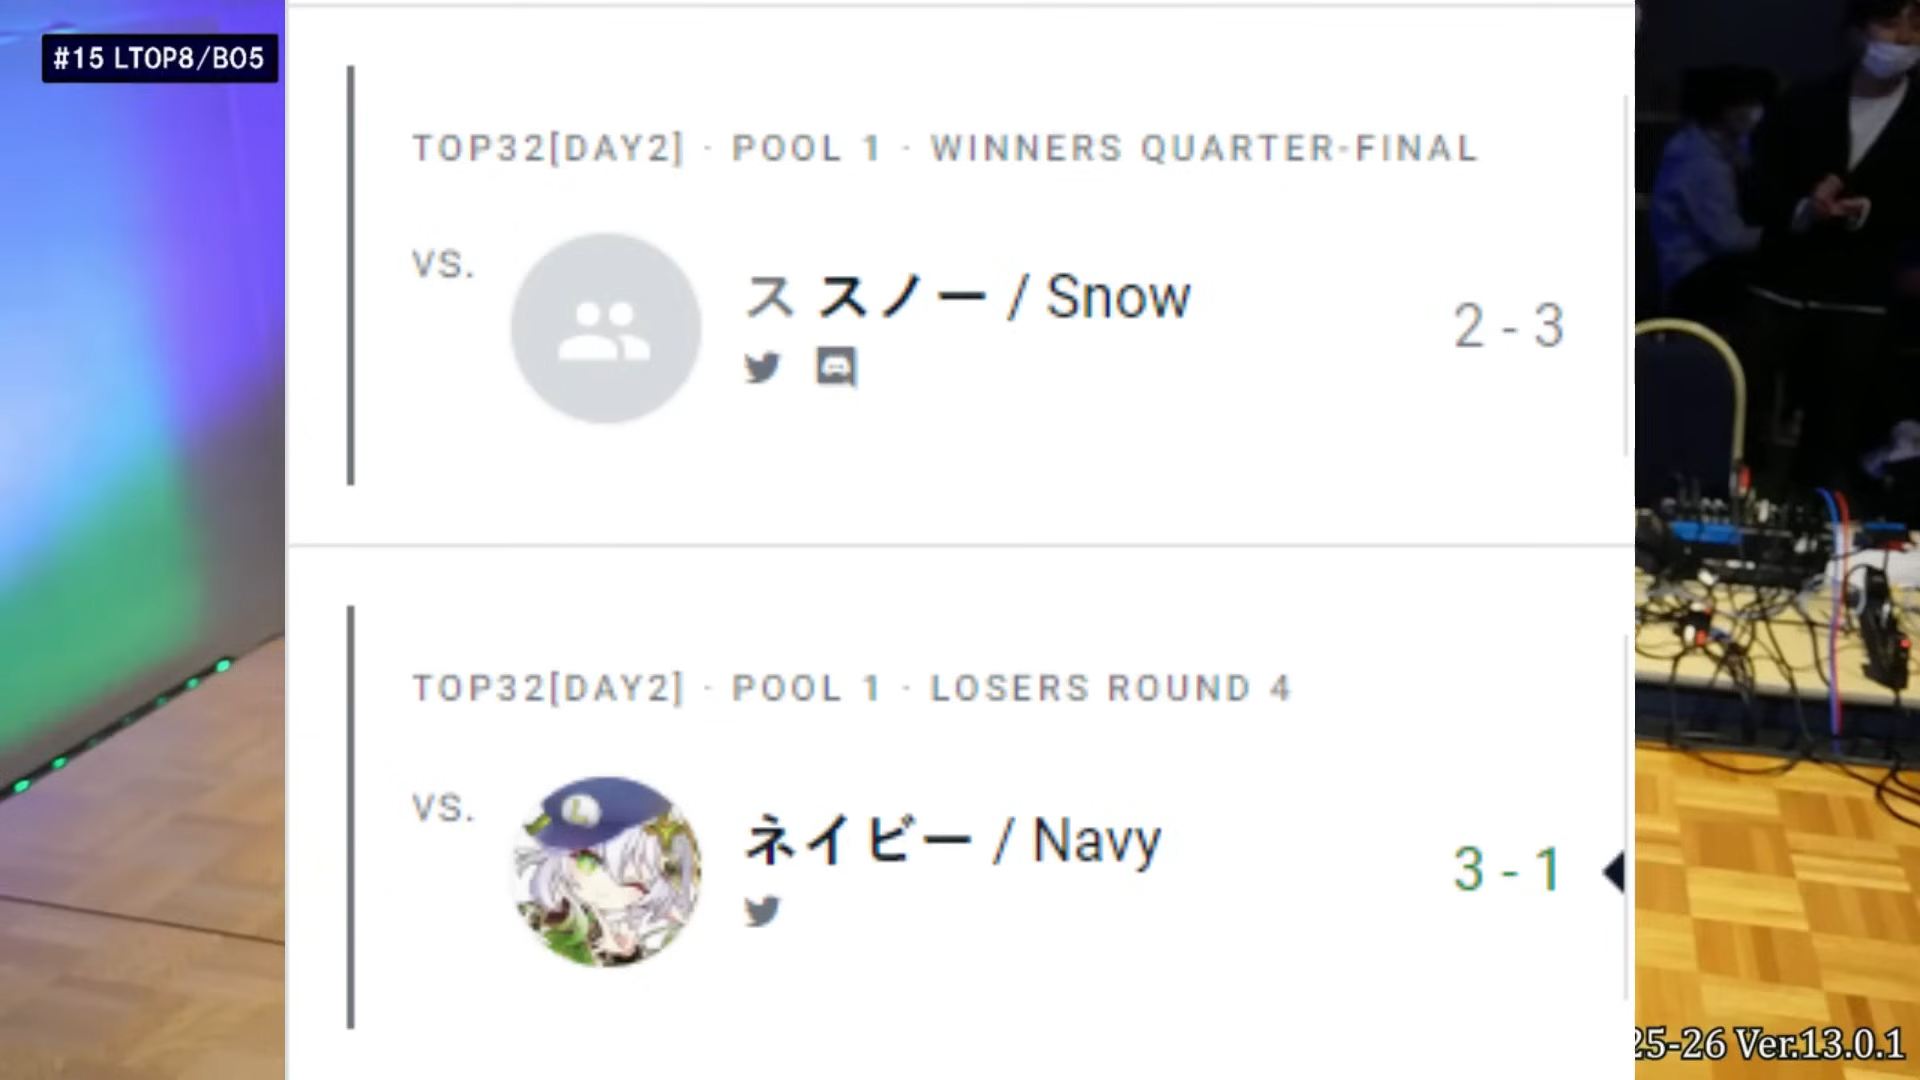 #15 LTOP8/BO5
TOP32[DAY2] · POOL 1 · WINNERS QUARTER-FINAL
VS.
ス スノー / Snow
2 - 3
TOP32[DAY2] · POOL 1 · LOSERS ROUND 4
VS.
ネイビー / Navy
3 - 1
25-26 Ver.13.0.1